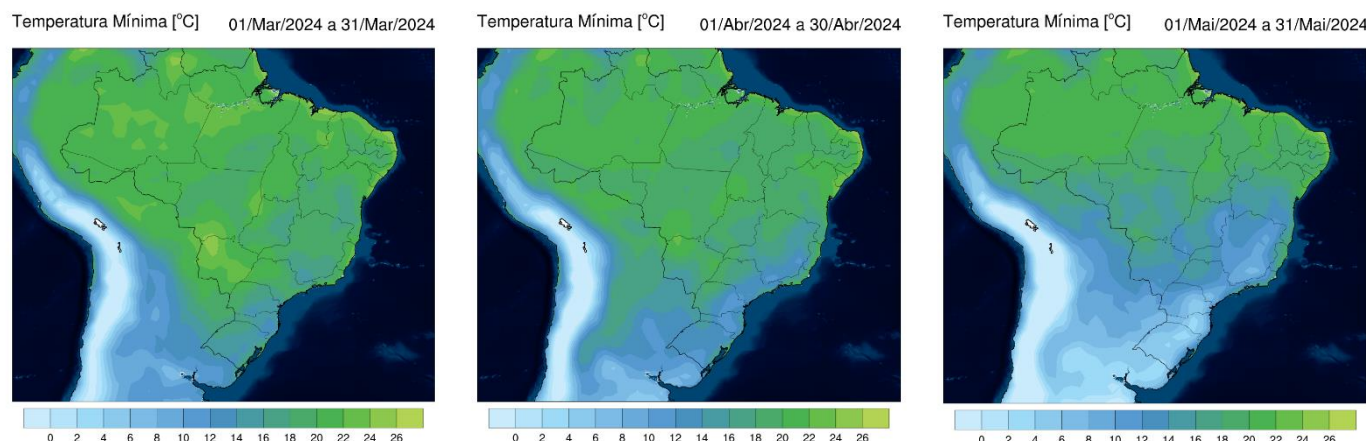 Temperatura Mínima [°C] 01/Mar/2024 a 31/Mar/2024
0 2 4 6 8 10 12 14 16 18 20 22 24 26
Temperatura Mínima [°C] 01/Abr/2024 a 30/Abr/2024
0 2 4 6 8 10 12 14 16 18 20 22 24 26
Temperatura Mínima [°C] 01/Mai/2024 a 31/Mai/2024
0 2 4 6 8 10 12 14 16 18 20 22 24 26